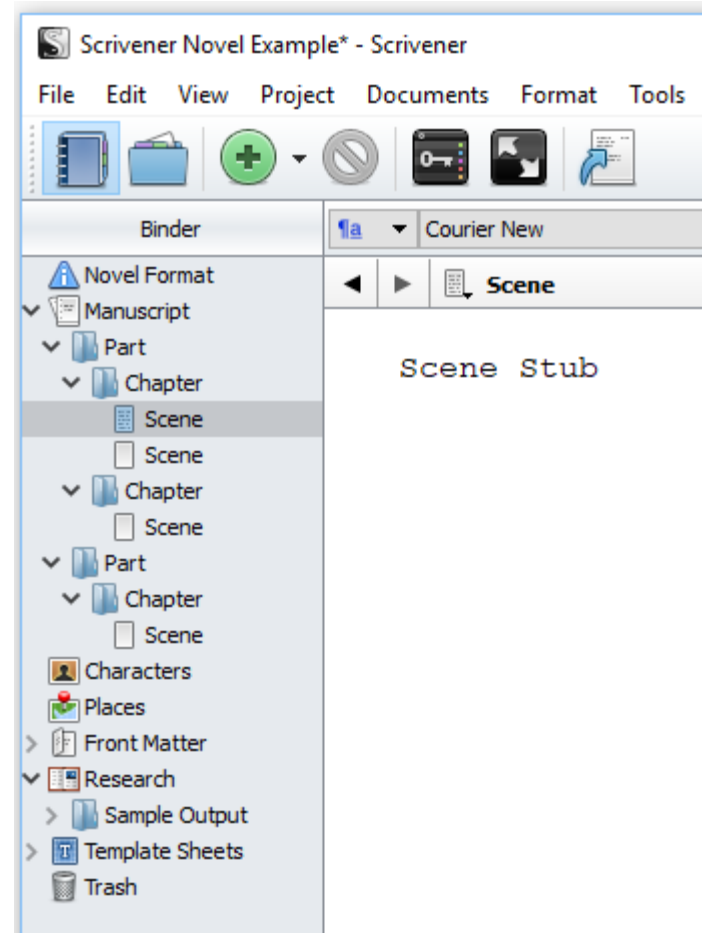 Scrivener Novel Example* - Scrivener
File Edit View Project Documents Format Tools
Binder
¶a Courier New
Novel Format
Scene
Manuscript
Part
Scene Stub
Chapter
Scene
Scene
Chapter
Scene
Part
Chapter
Scene
Characters
Places
Front Matter
Research
Sample Output
Template Sheets
Trash